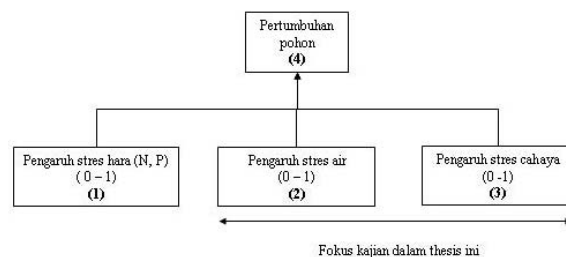 Pertumbuhan
pohon
(4)
Pengaruh stres hara (N, P)
( 0 – 1)
(1)
Pengaruh stres air
(0 – 1)
(2)
Pengaruh stres cahaya
(0 -1)
(3)
Fokus kajian dalam thesis ini